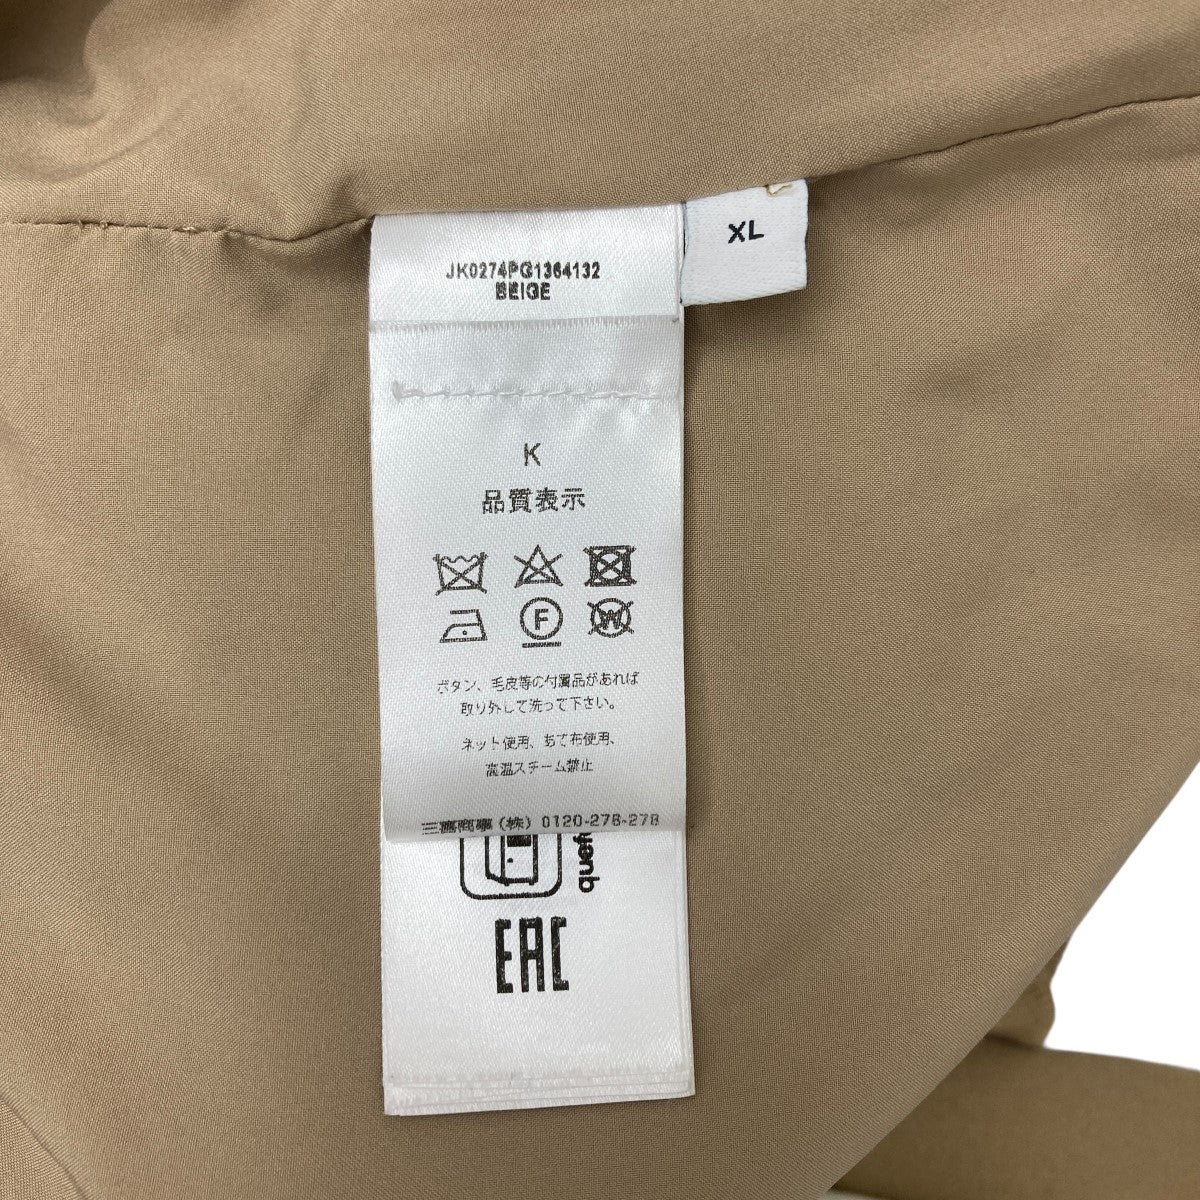 XL
JK0274PG1364132
BEIGE
K
品質表示
F
W
ボタン、毛皮等の付属品があれば
取り外して洗って下さい。
ネット使用、あて布使用、
高温スチーム禁止
三喜商事（株）0120-278-278
EAC